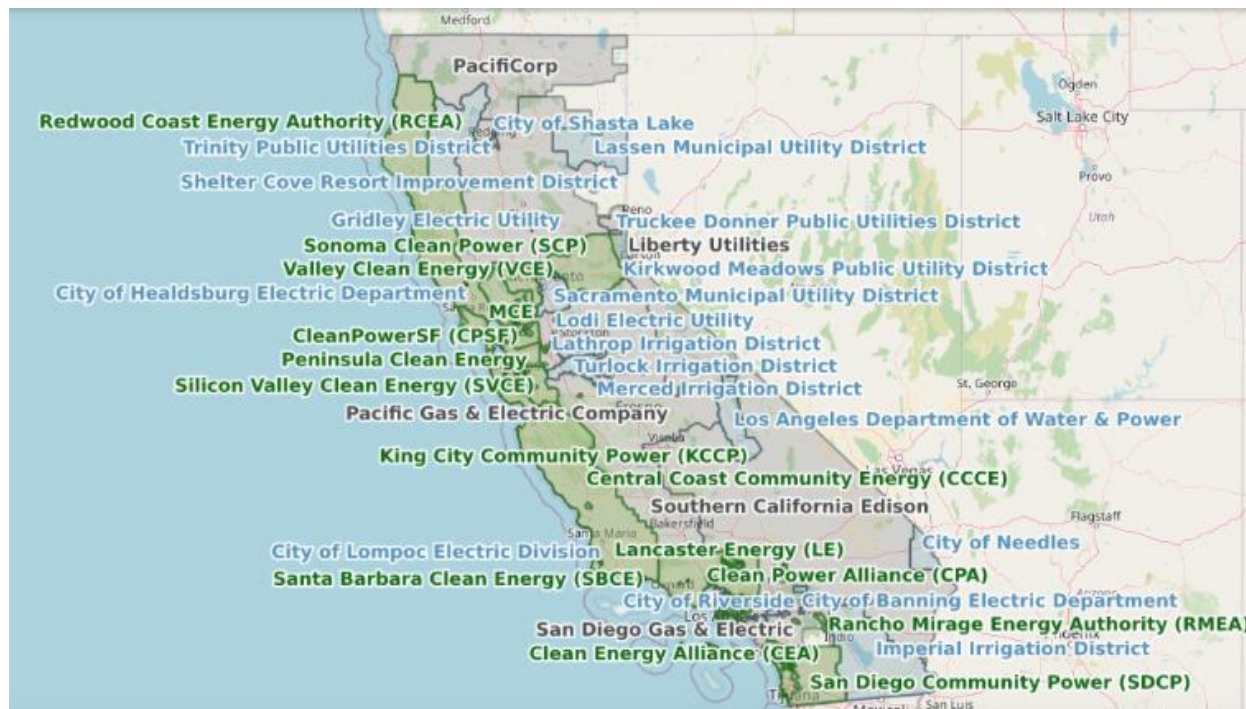 Medford
PacifiCorp
Ogden
Redwood Coast Energy Authority (RCEA)
City of Shasta Lake
Salt Lake City
Trinity Public Utilities District
Lassen Municipal Utility District
Provo
Shelter Cove Resort Improvement District
Reno
Utah
Gridley Electric Utility
Truckee Donner Public Utilities District
Sonoma Clean Power (SCP)
Liberty Utilities
Valley Clean Energy (VCE)
Kirkwood Meadows Public Utility District
City of Healdsburg Electric Department
Sacramento Municipal Utility District
MCE
Lodi Electric Utility
CleanPowerSF (CPSF)
Lathrop Irrigation District
Peninsula Clean Energy
Turlock Irrigation District
Silicon Valley Clean Energy (SVCE)
Merced Irrigation District
St. George
Fresno
Pacific Gas & Electric Company
Los Angeles Department of Water & Power
King City Community Power (KCCP)
Las Vegas
Central Coast Community Energy (CCCE)
Southern California Edison
Bakersfield
Flagstaff
Santa Maria
City of Needles
City of Lompoc Electric Division
Lancaster Energy (LE)
Santa Barbara Clean Energy (SBCE)
Clean Power Alliance (CPA)
City of Riverside
City of Banning Electric Department
San Diego Gas & Electric
Rancho Mirage Energy Authority (RMEA)
Indio
Clean Energy Alliance (CEA)
Imperial Irrigation District
San Diego Community Power (SDCP)
Tijuana
Mexicali
San Luis